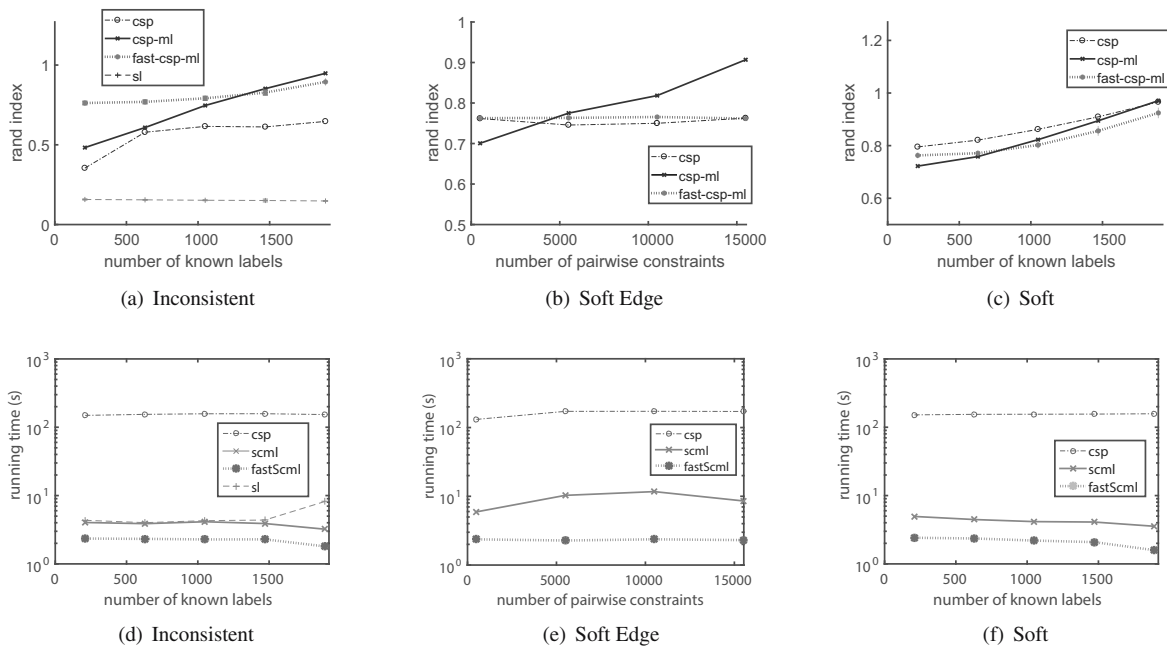 csp
csp-ml
fast-csp-ml
sl
rand index
1
0.5
0
0 500 1000 1500
number of known labels
(a) Inconsistent
1
0.9
0.8
0.7
0.6
0.5
rand index
csp
csp-ml
fast-csp-ml
0 5000 10000 15000
number of pairwise constraints
(b) Soft Edge
csp
csp-ml
fast-csp-ml
1.2
1
0.8
0.6
rand index
0 500 1000 1500
number of known labels
(c) Soft
10³
10²
10¹
10⁰
running time (s)
csp
scml
fastScml
sl
0 500 1000 1500
number of known labels
(d) Inconsistent
10³
10²
10¹
10⁰
running time (s)
csp
scml
fastScml
0 5000 10000 15000
number of pairwise constraints
(e) Soft Edge
10³
10²
10¹
10⁰
running time (s)
csp
scml
fastScml
0 500 1000 1500
number of known labels
(f) Soft